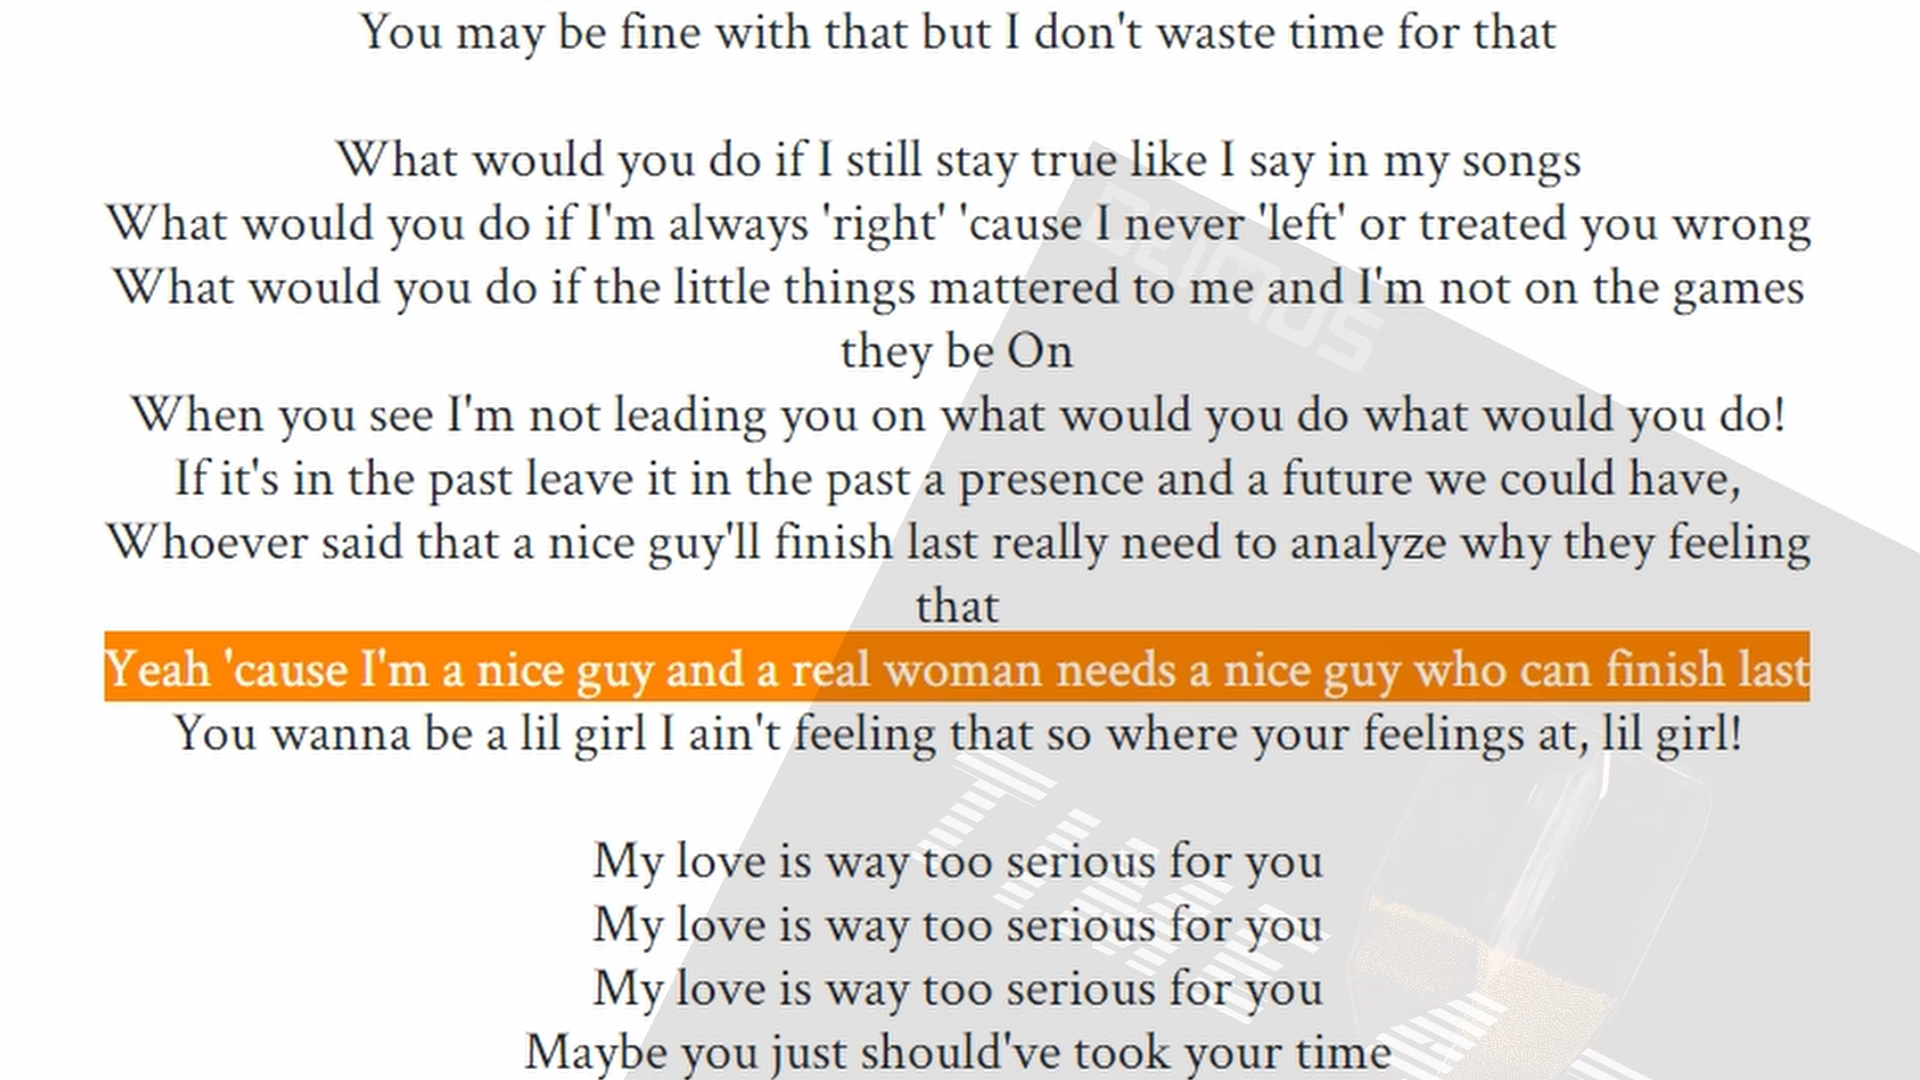 You may be fine with that but I don't waste time for that
What would you do if I still stay true like I say in my songs
What would you do if I'm always 'right' 'cause I never 'left' or treated you wrong
What would you do if the little things mattered to me and I'm not on the games
they be On
When you see I'm not leading you on what would you do what would you do!
If it's in the past leave it in the past a presence and a future we could have,
Whoever said that a nice guy'll finish last really need to analyze why they feeling
that
Yeah 'cause I'm a nice guy and a real woman needs a nice guy who can finish last
You wanna be a lil girl I ain't feeling that so where your feelings at, lil girl!
My love is way too serious for you
My love is way too serious for you
My love is way too serious for you
Maybe you just should've took your time
TIME